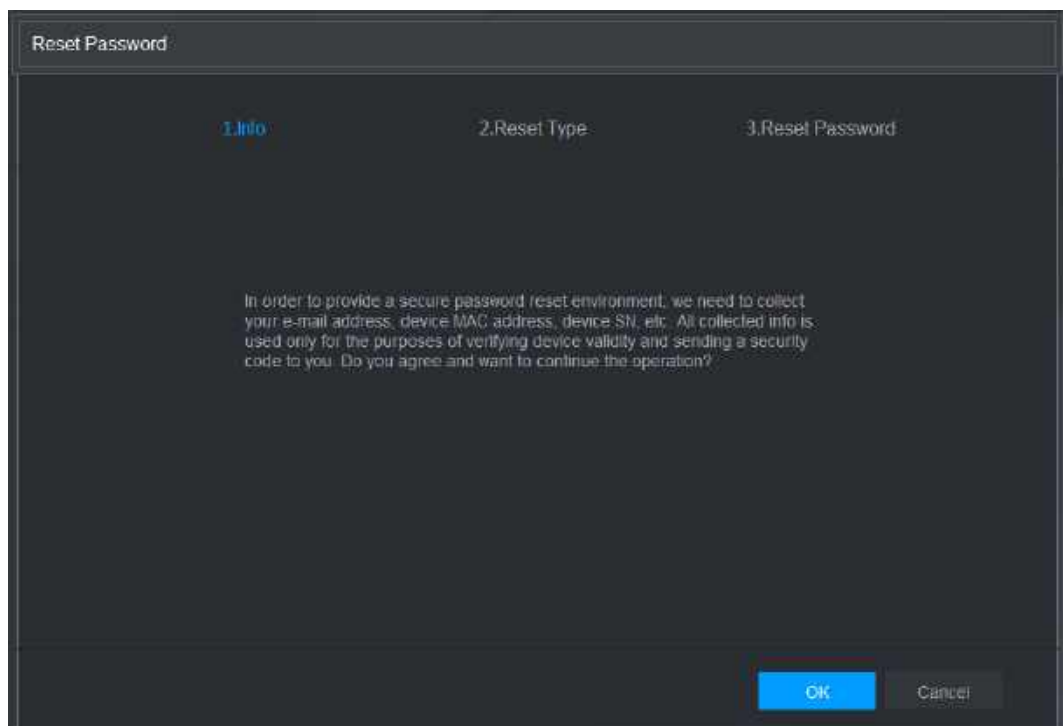 Reset Password
1.Info 2.Reset Type 3.Reset Password
In order to provide a secure password reset environment, we need to collect
your e-mail address, device MAC address, device SN, etc. All collected info is
used only for the purposes of verifying device validity and sending a security
code to you. Do you agree and want to continue the operation?
OK Cancel